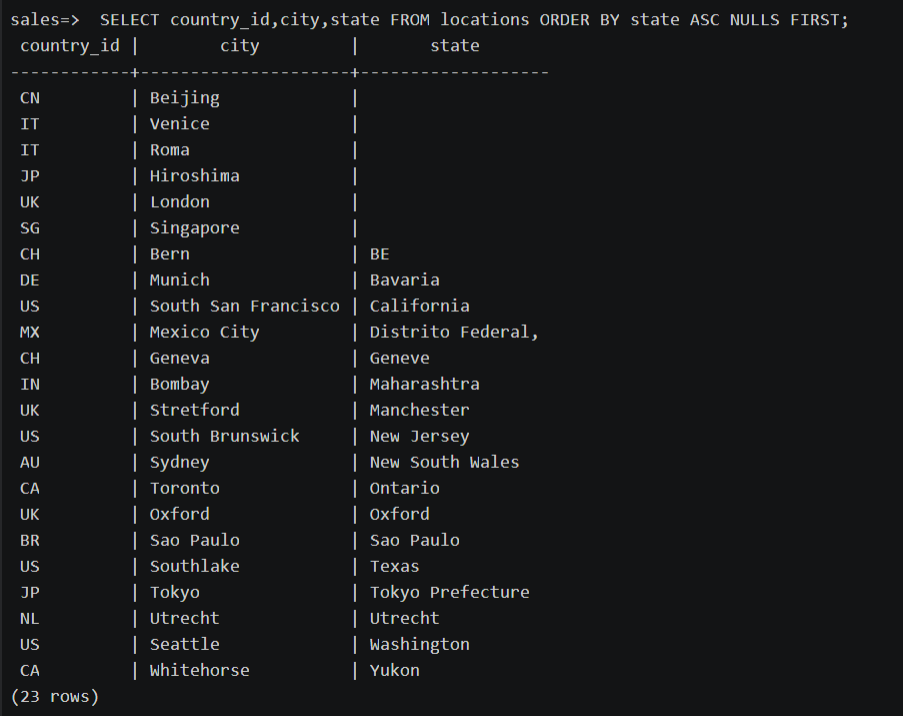 sales=>  SELECT country_id,city,state FROM locations ORDER BY state ASC NULLS FIRST;
 country_id |        city         |       state
------------+---------------------+-------------------
 CN         | Beijing             |
 IT         | Venice              |
 IT         | Roma                |
 JP         | Hiroshima           |
 UK         | London              |
 SG         | Singapore           |
 CH         | Bern                | BE
 DE         | Munich              | Bavaria
 US         | South San Francisco | California
 MX         | Mexico City         | Distrito Federal,
 CH         | Geneva              | Geneve
 IN         | Bombay              | Maharashtra
 UK         | Stretford           | Manchester
 US         | South Brunswick     | New Jersey
 AU         | Sydney              | New South Wales
 CA         | Toronto             | Ontario
 UK         | Oxford              | Oxford
 BR         | Sao Paulo           | Sao Paulo
 US         | Southlake           | Texas
 JP         | Tokyo               | Tokyo Prefecture
 NL         | Utrecht             | Utrecht
 US         | Seattle             | Washington
 CA         | Whitehorse          | Yukon
(23 rows)